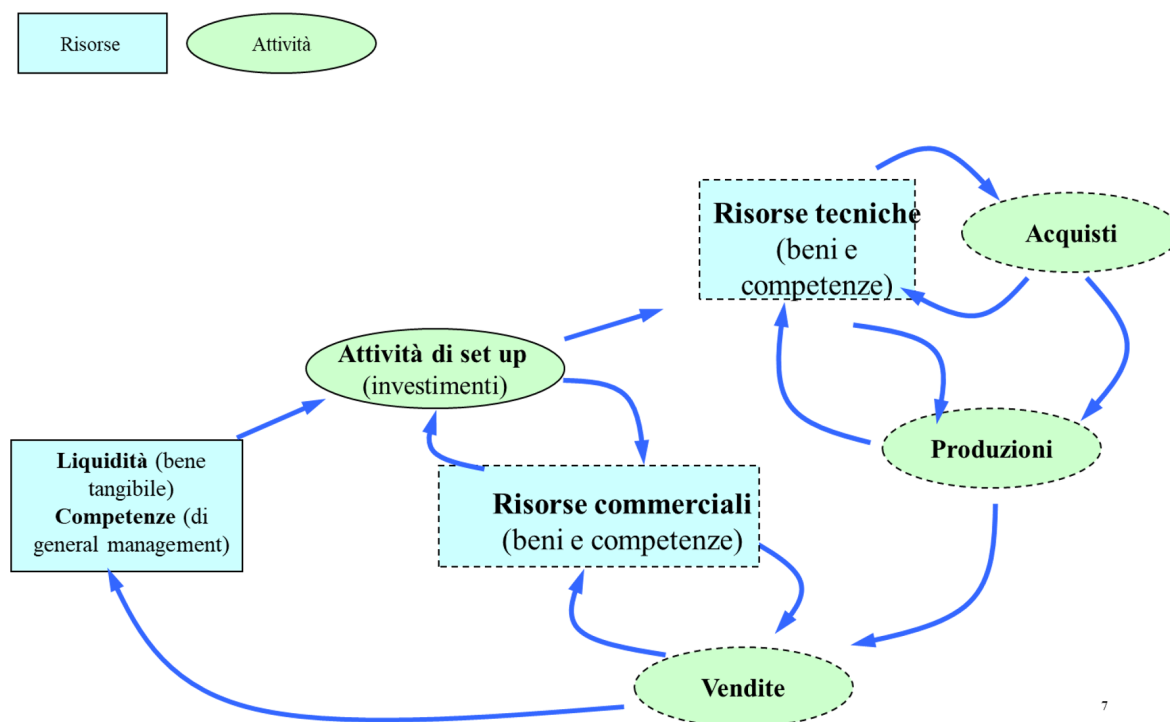 Risorse
Attività
Risorse tecniche
(beni e
competenze)
Acquisti
Attività di set up
(investimenti)
Produzioni
Liquidità (bene
tangibile)
Competenze (di
general management)
Risorse commerciali
(beni e competenze)
Vendite
7